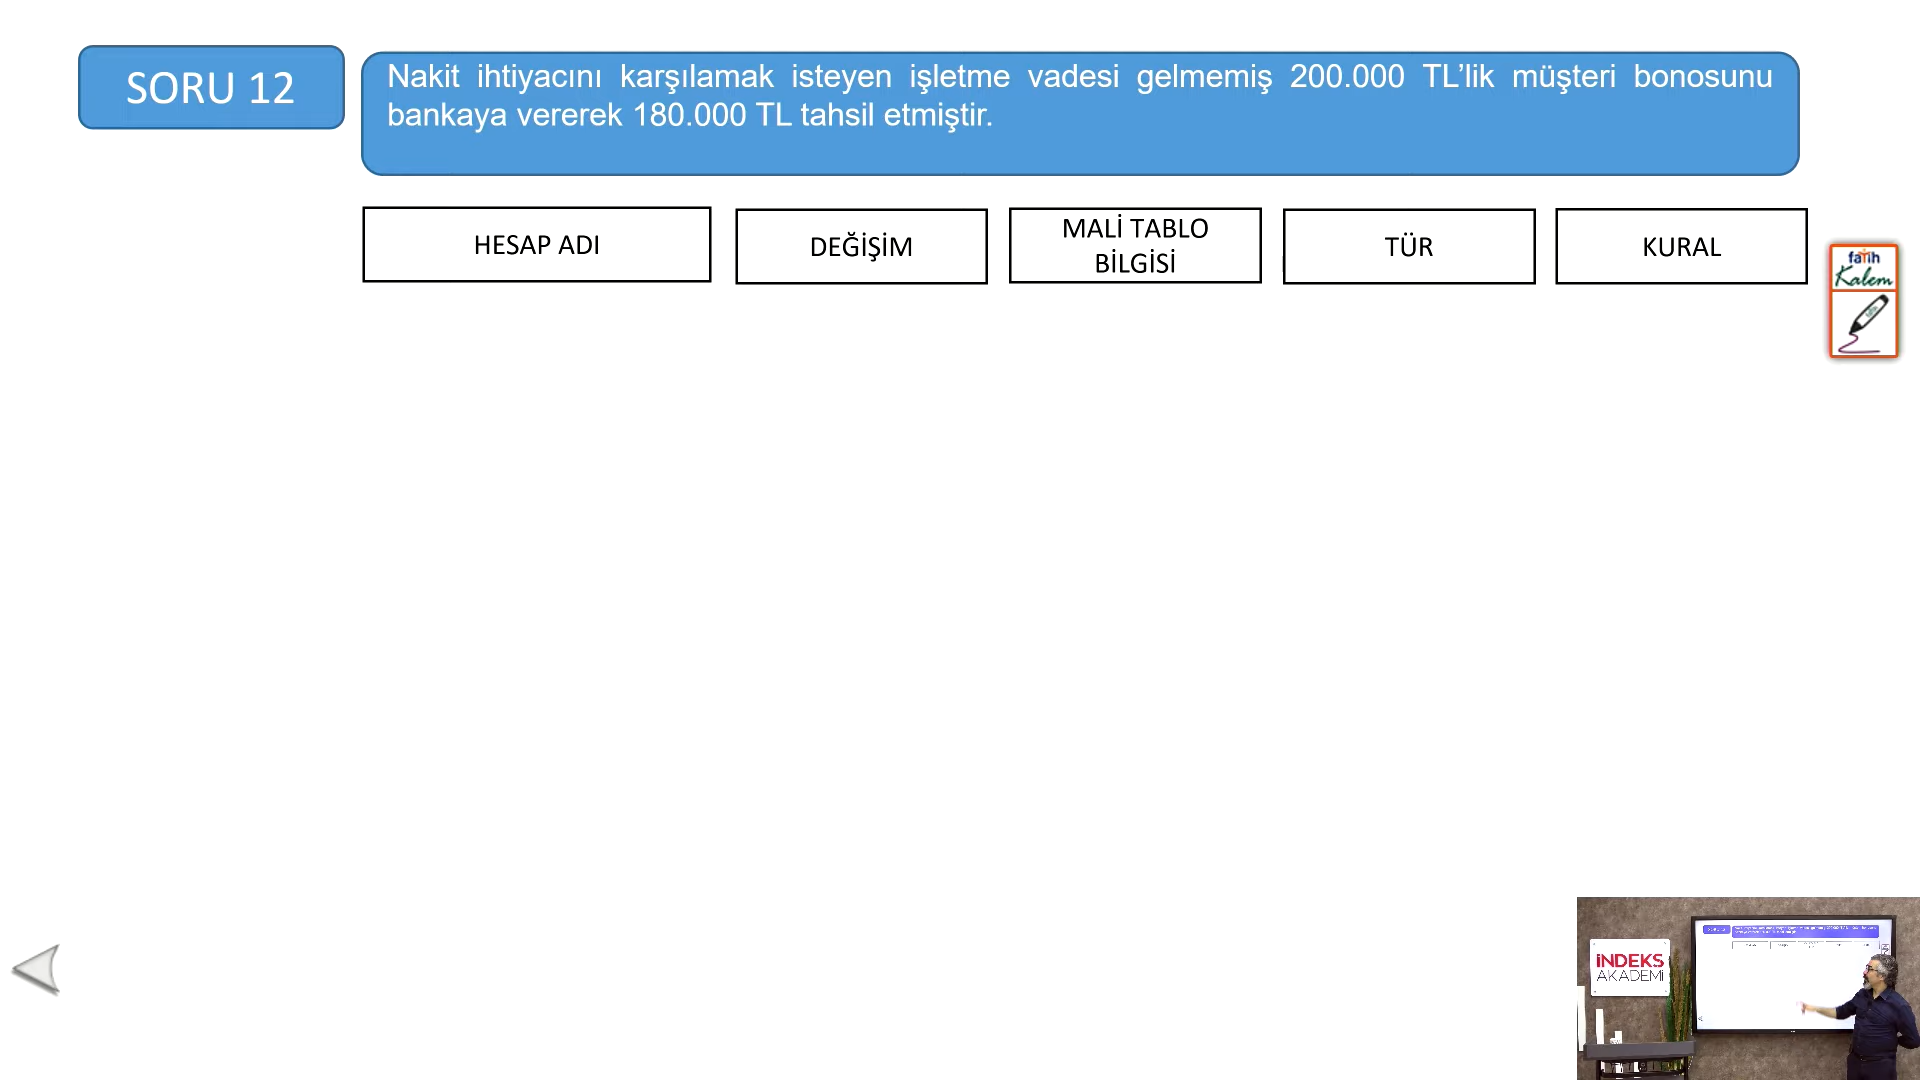 SORU 12
Nakit ihtiyacını karşılamak isteyen işletme vadesi gelmemiş 200.000 TL’lik müşteri bonosunu
bankaya vererek 180.000 TL tahsil etmiştir.
HESAP ADI
DEĞİŞİM
MALİ TABLO
BİLGİSİ
TÜR
KURAL
fatih
Kalem
İNDEKS
AKADEMİ